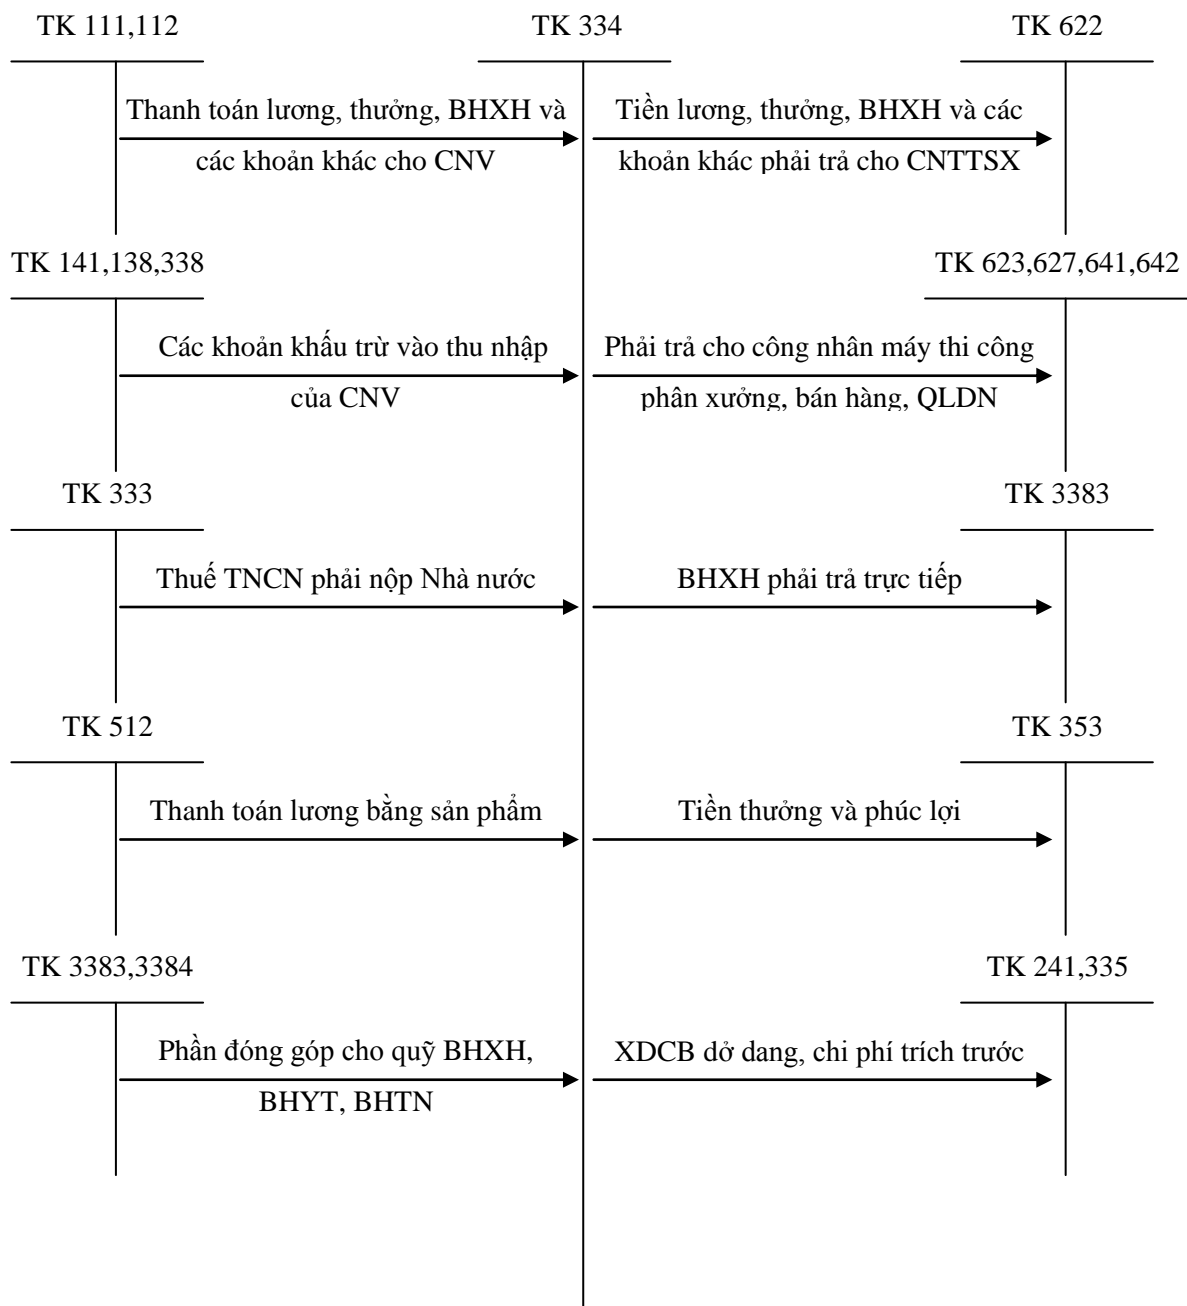 TK 111,112
TK 334
TK 622
Thanh toán lương, thưởng, BHXH và
các khoản khác cho CNV
Tiền lương, thưởng, BHXH và các
khoản khác phải trả cho CNTTSX
TK 141,138,338
TK 623,627,641,642
Các khoản khấu trừ vào thu nhập
của CNV
Phải trả cho công nhân máy thi công
phân xưởng, bán hàng, QLDN
TK 333
TK 3383
Thuế TNCN phải nộp Nhà nước
BHXH phải trả trực tiếp
TK 512
TK 353
Thanh toán lương bằng sản phẩm
Tiền thưởng và phúc lợi
TK 3383,3384
TK 241,335
Phần đóng góp cho quỹ BHXH,
BHYT, BHTN
XDCB dở dang, chi phí trích trước